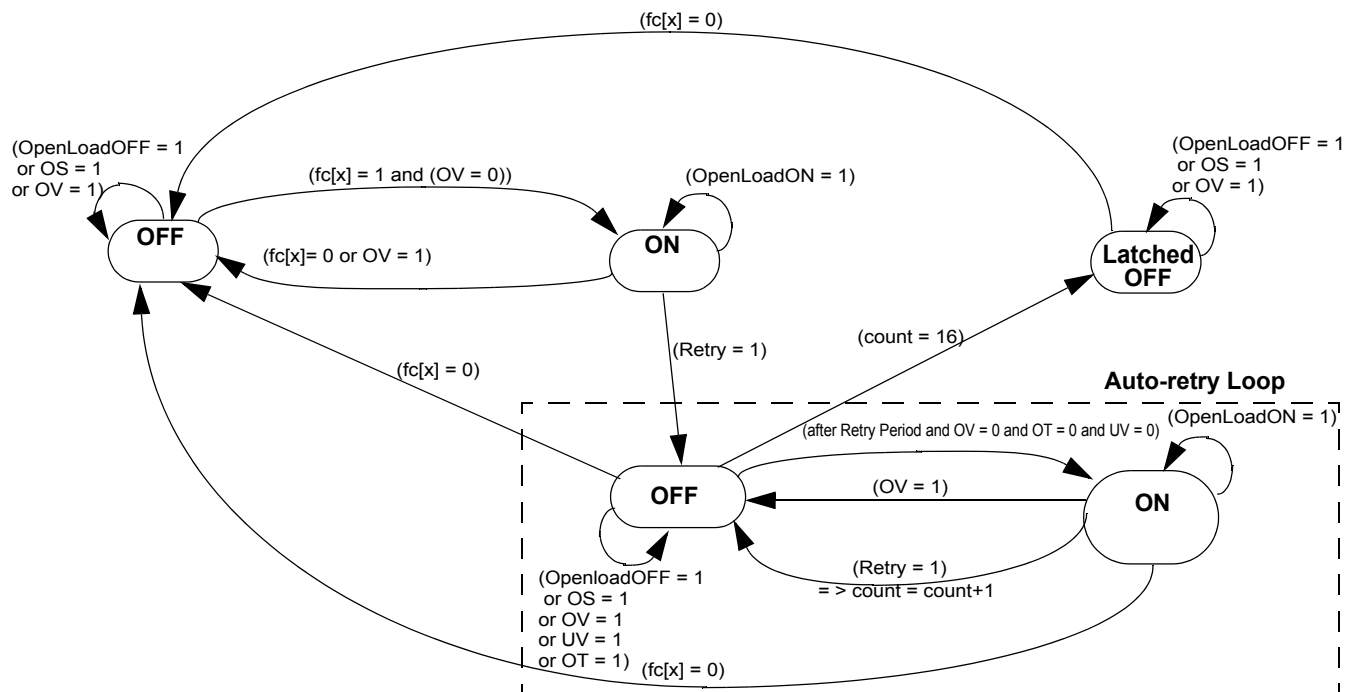 (fc[x] = 0)
(OpenLoadOFF = 1
or OS = 1
or OV = 1)
(fc[x] = 1 and (OV = 0))
(OpenLoadON = 1)
(OpenLoadOFF = 1
or OS = 1
or OV = 1)
OFF
(fc[x]= 0 or OV = 1)
ON
Latched
OFF
(Retry = 1)
(count = 16)
(fc[x] = 0)
Auto-retry Loop
(OpenLoadON = 1)
(after Retry Period and OV = 0 and OT = 0 and UV = 0)
OFF
(OV = 1)
ON
(Retry = 1)
= > count = count+1
(OpenloadOFF = 1
or OS = 1
or OV = 1
or UV = 1
or OT = 1)
(fc[x] = 0)